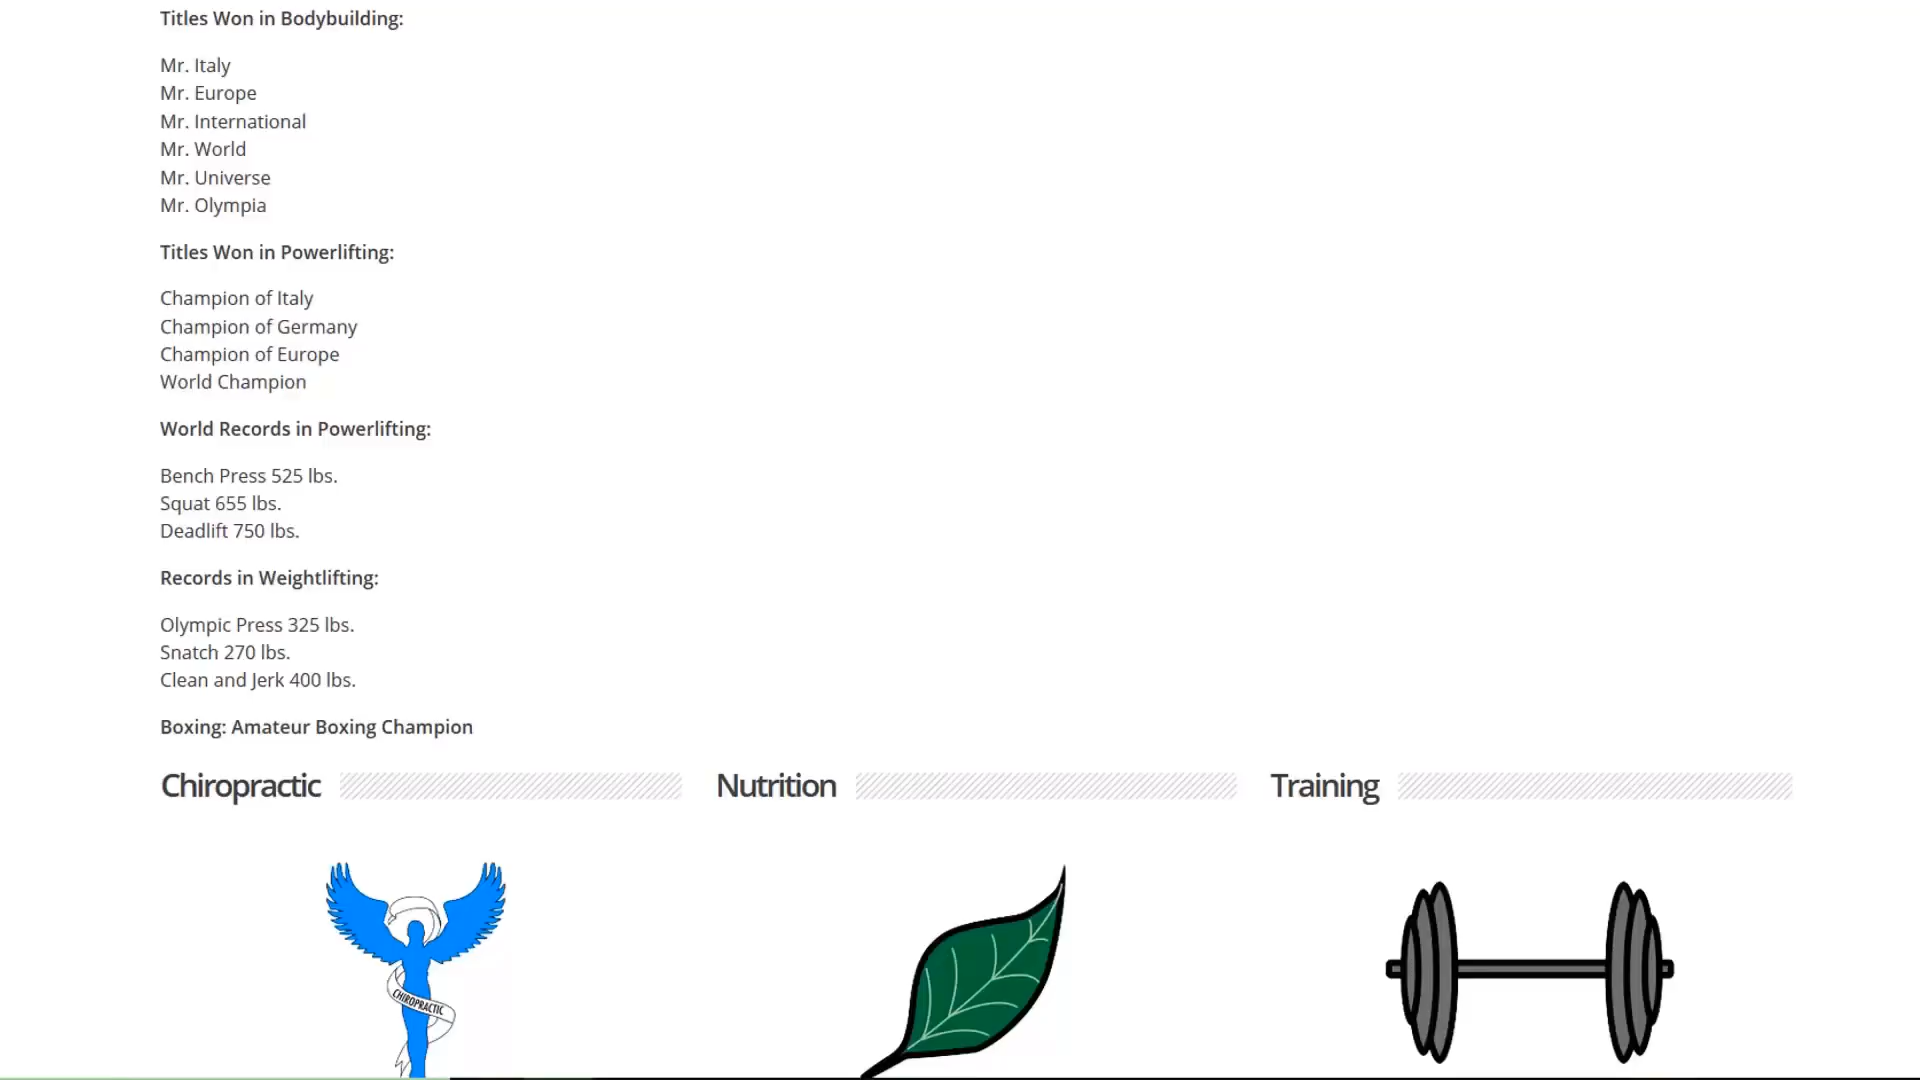 Titles Won in Bodybuilding:
Mr. Italy
Mr. Europe
Mr. International
Mr. World
Mr. Universe
Mr. Olympia
Titles Won in Powerlifting:
Champion of Italy
Champion of Germany
Champion of Europe
World Champion
World Records in Powerlifting:
Bench Press 525 lbs.
Squat 655 lbs.
Deadlift 750 lbs.
Records in Weightlifting:
Olympic Press 325 lbs.
Snatch 270 lbs.
Clean and Jerk 400 lbs.
Boxing: Amateur Boxing Champion
Chiropractic
Nutrition
Training
CHIROPRACTIC